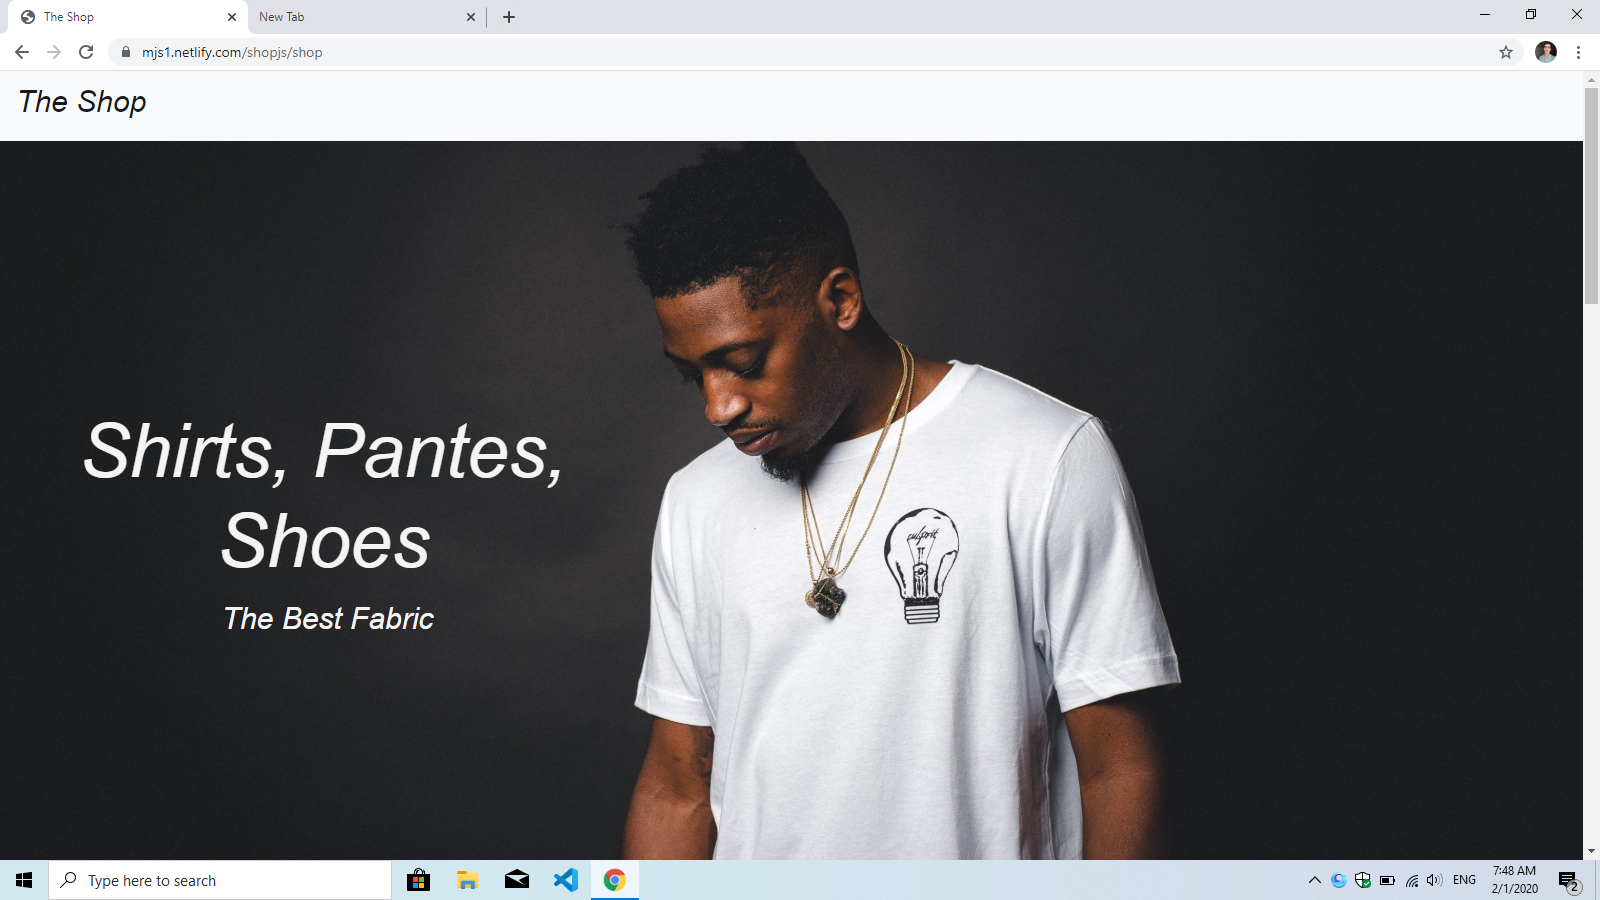 The Shop
New Tab
mjs1.netlify.com/shopjs/shop
The Shop
Shirts, Pantes,
Shoes
The Best Fabric
culprit
Type here to search
ENG
7:48 AM
2/1/2020
2